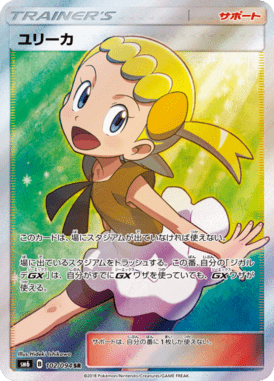 TRAINER'S
サポート
ユリーカ
このカードは、場にスタジアムが出ていなければ使えない。
場に出ているスタジアムをトラッシュする。この番、自分の「ジガル
デGX」は、自分がすでにGXワザを使っていても、GXワザが
使える。
Illus. Hideki Ishikawa
サポートは、自分の番に1枚しか使えない。
SM6 D 102/094 SR
©2018 Pokémon/Nintendo/Creatures/GAME FREAK